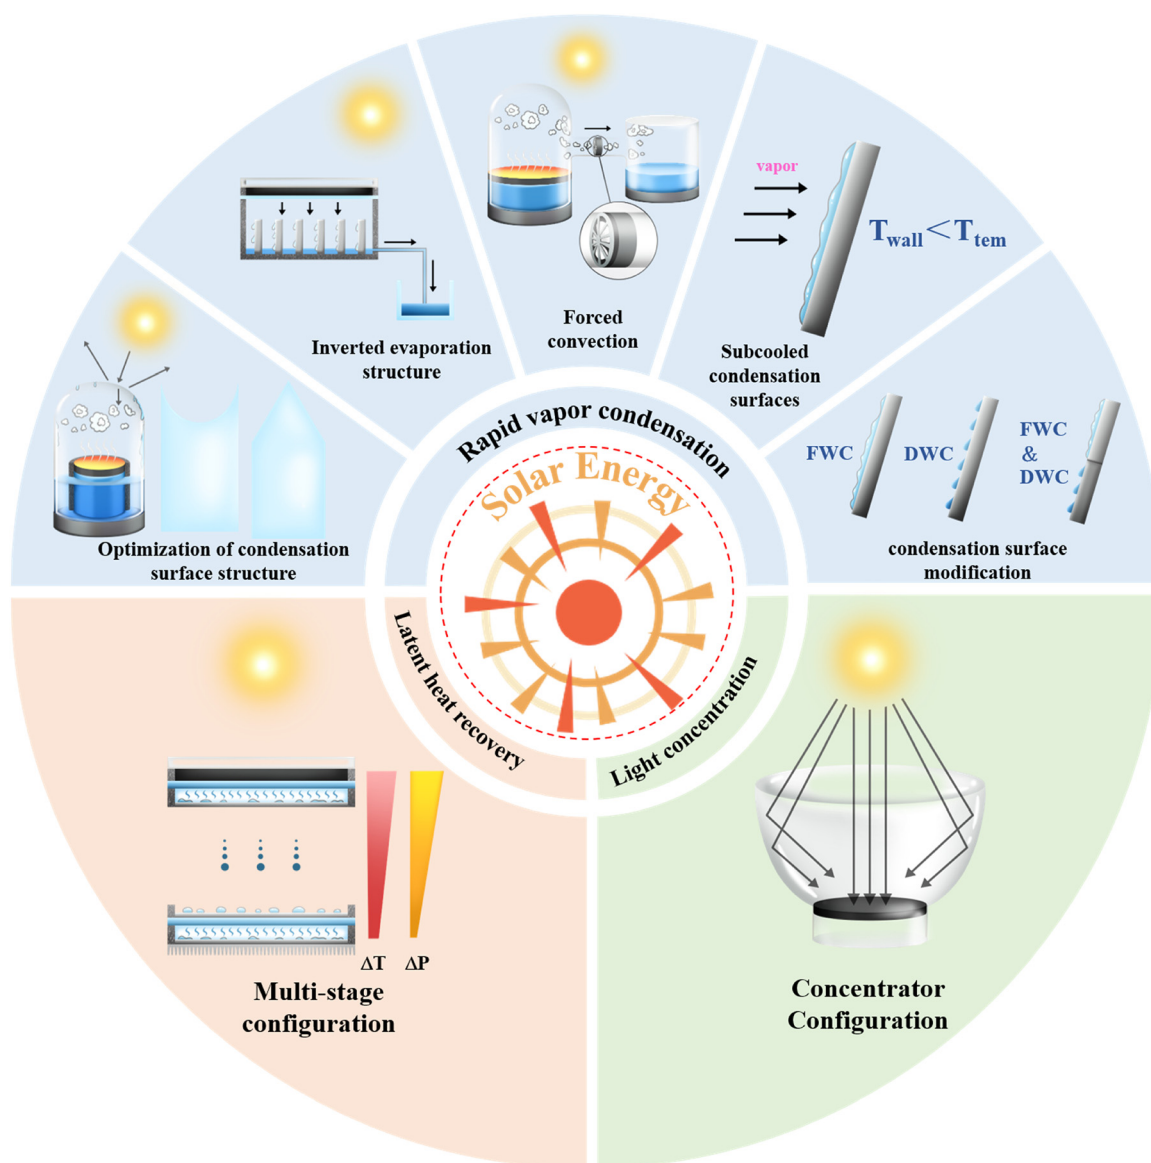 vapor
T_wall<T_tem
Forced
convection
Inverted evaporation
structure
Subcooled
condensation
surfaces
FWC
DWC
FWC
&
DWC
Optimization of condensation
surface structure
condensation surface
modification
Rapid vapor condensation
Solar Energy
Latent heat recovery
Light concentration
ΔT
ΔP
Multi-stage
configuration
Concentrator
Configuration